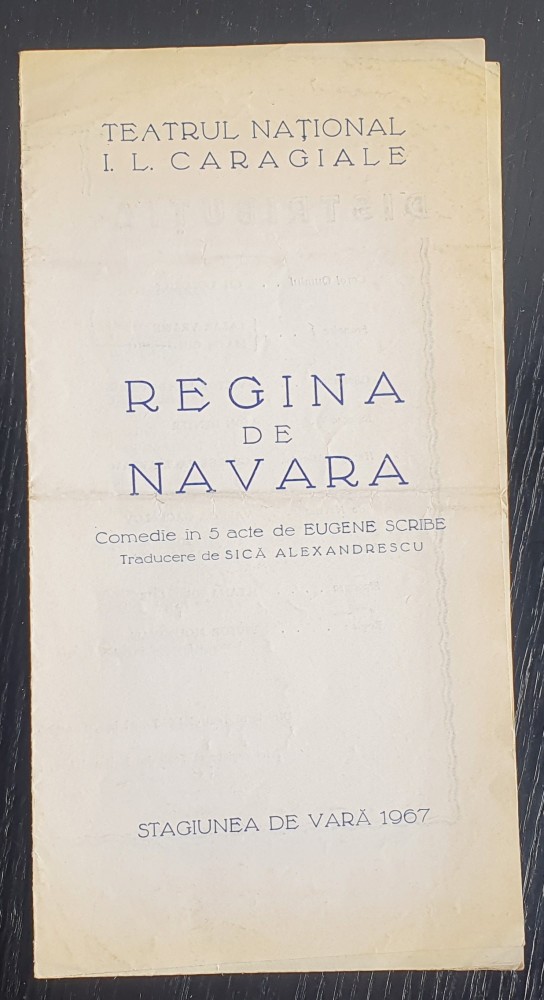 TEATRUL NAȚIONAL
I. L. CARAGIALE
REGINA
DE
NAVARA
Comedie in 5 acte de EUGENE SCRIBE
Traducere de SICĂ ALEXANDRESCU
STAGIUNEA DE VARĂ 1967